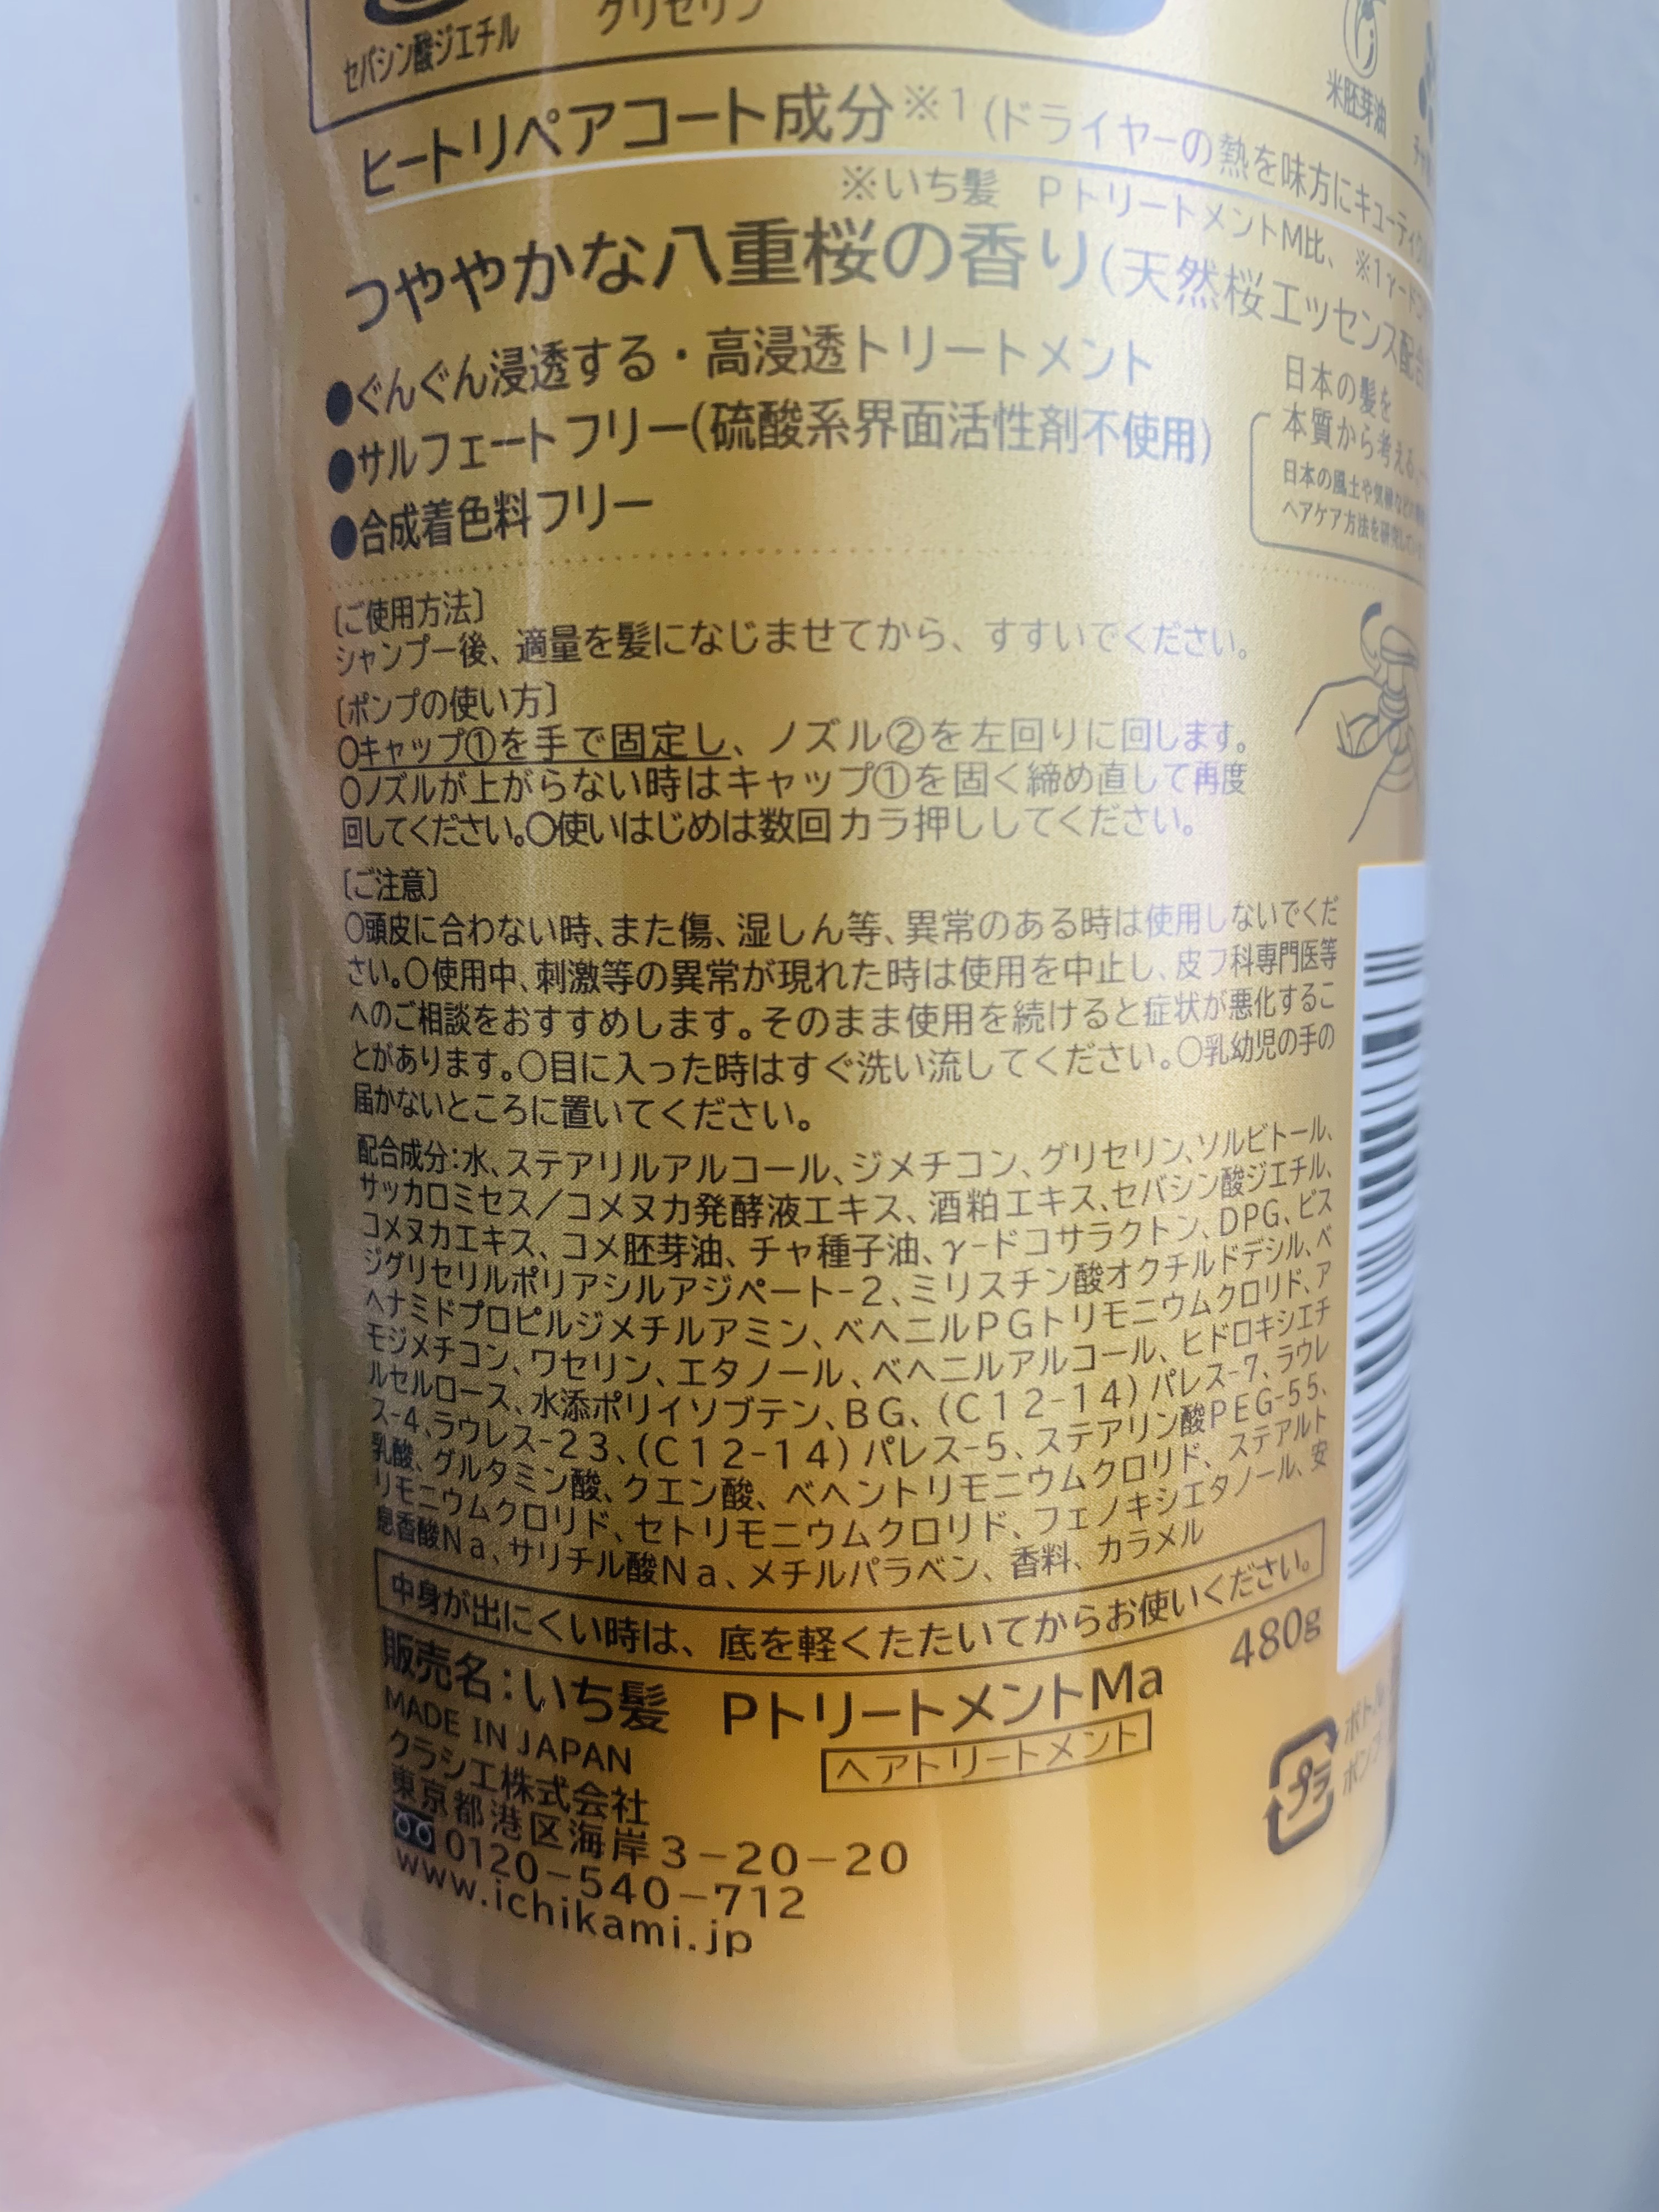 セバシン酸ジエチル
グリセリン
米胚芽油
ヒートリペアコート成分※1(ドライヤーの熱を味方にキューティクル
※いち髪 PトリートメントM比、※1γ-ド
つややかな八重桜の香り(天然桜エッセンス配合
●ぐんぐん浸透する・高浸透トリートメント
●サルフェートフリー(硫酸系界面活性剤不使用)
●合成着色料フリー
日本の髪を
本質から考える、
日本の風土や気候など
ヘアケア方法を研究して
[ご使用方法]
シャンプー後、適量を髪になじませてから、すすいでください。
[ポンプの使い方]
○キャップ①を手で固定し、ノズル②を左回りに回します。
○ノズルが上がらない時はキャップ①を固く締め直して再度
回してください。○使いはじめは数回カラ押ししてください。
[ご注意]
○頭皮に合わない時、また傷、湿しん等、異常のある時は使用しないでくだ
さい。○使用中、刺激等の異常が現れた時は使用を中止し、皮フ科専門医等
へのご相談をおすすめします。そのまま使用を続けると症状が悪化するこ
とがあります。○目に入った時はすぐ洗い流してください。○乳幼児の手の
届かないところに置いてください。
配合成分:水、ステアリルアルコール、ジメチコン、グリセリン、ソルビトール、
サッカロミセス/コメヌカ発酵液エキス、酒粕エキス、セバシン酸ジエチル、
コメヌカエキス、コメ胚芽油、チャ種子油、γ-ドコサラクトン、DPG、ビス
ジグリセリルポリアシルアジペート-2、ミリスチン酸オクチルドデシル、ベ
ヘナミドプロピルジメチルアミン、ベヘニルPGトリモニウムクロリド、ア
モジメチコン、ワセリン、エタノール、ベヘニルアルコール、ヒドロキシエチ
ルセルロース、水添ポリイソブテン、BG、(C12-14)パレス-7、ラウレ
ス-4、ラウレス-23、(C12-14)パレス-5、ステアリン酸PEG-55、
乳酸、グルタミン酸、クエン酸、ベヘントリモニウムクロリド、ステアルト
リモニウムクロリド、セトリモニウムクロリド、フェノキシエタノール、安
息香酸Na、サリチル酸Na、メチルパラベン、香料、カラメル
中身が出にくい時は、底を軽くたたいてからお使いください。
販売名:いち髪 PトリートメントMa
480g
ヘアトリートメント
MADE IN JAPAN
クラシエ株式会社
東京都港区海岸3-20-20
0120-540-712
www.ichikami.jp
プラ
ボトル
ポンプ